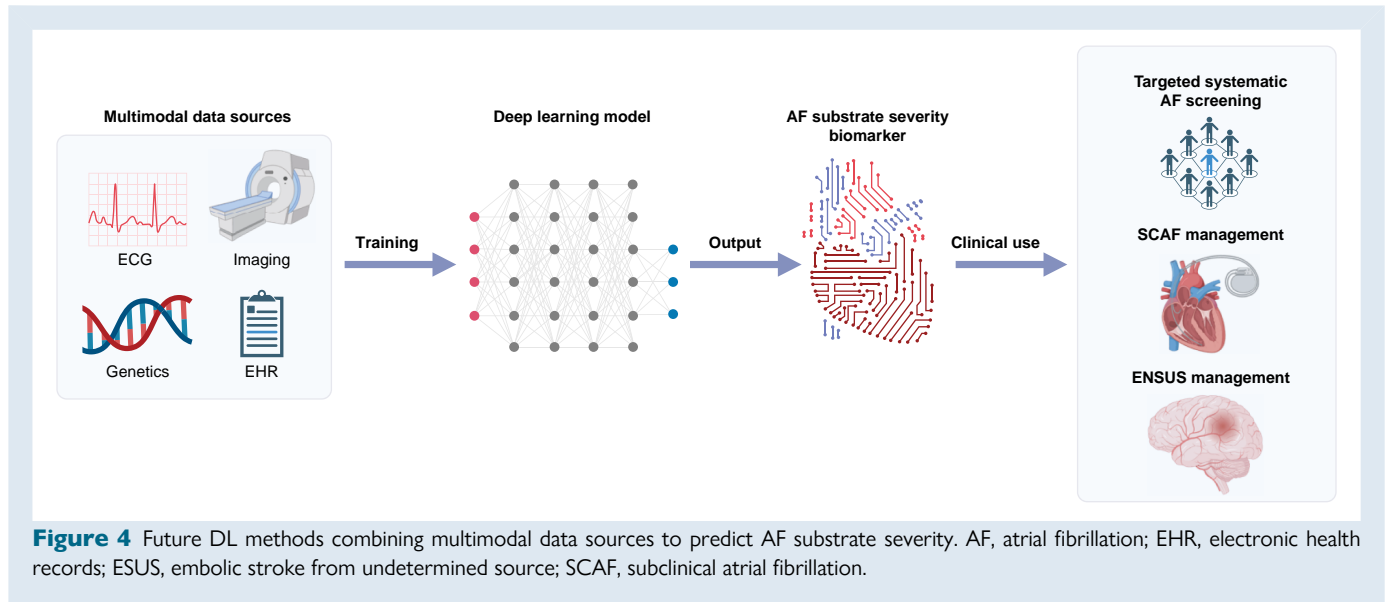 Multimodal data sources
ECG
Imaging
Genetics
EHR
Training
Deep learning model
Output
AF substrate severity
biomarker
Clinical use
Targeted systematic
AF screening
SCAF management
ENSUS management
Figure 4 Future DL methods combining multimodal data sources to predict AF substrate severity. AF, atrial fibrillation; EHR, electronic health
records; ESUS, embolic stroke from undetermined source; SCAF, subclinical atrial fibrillation.